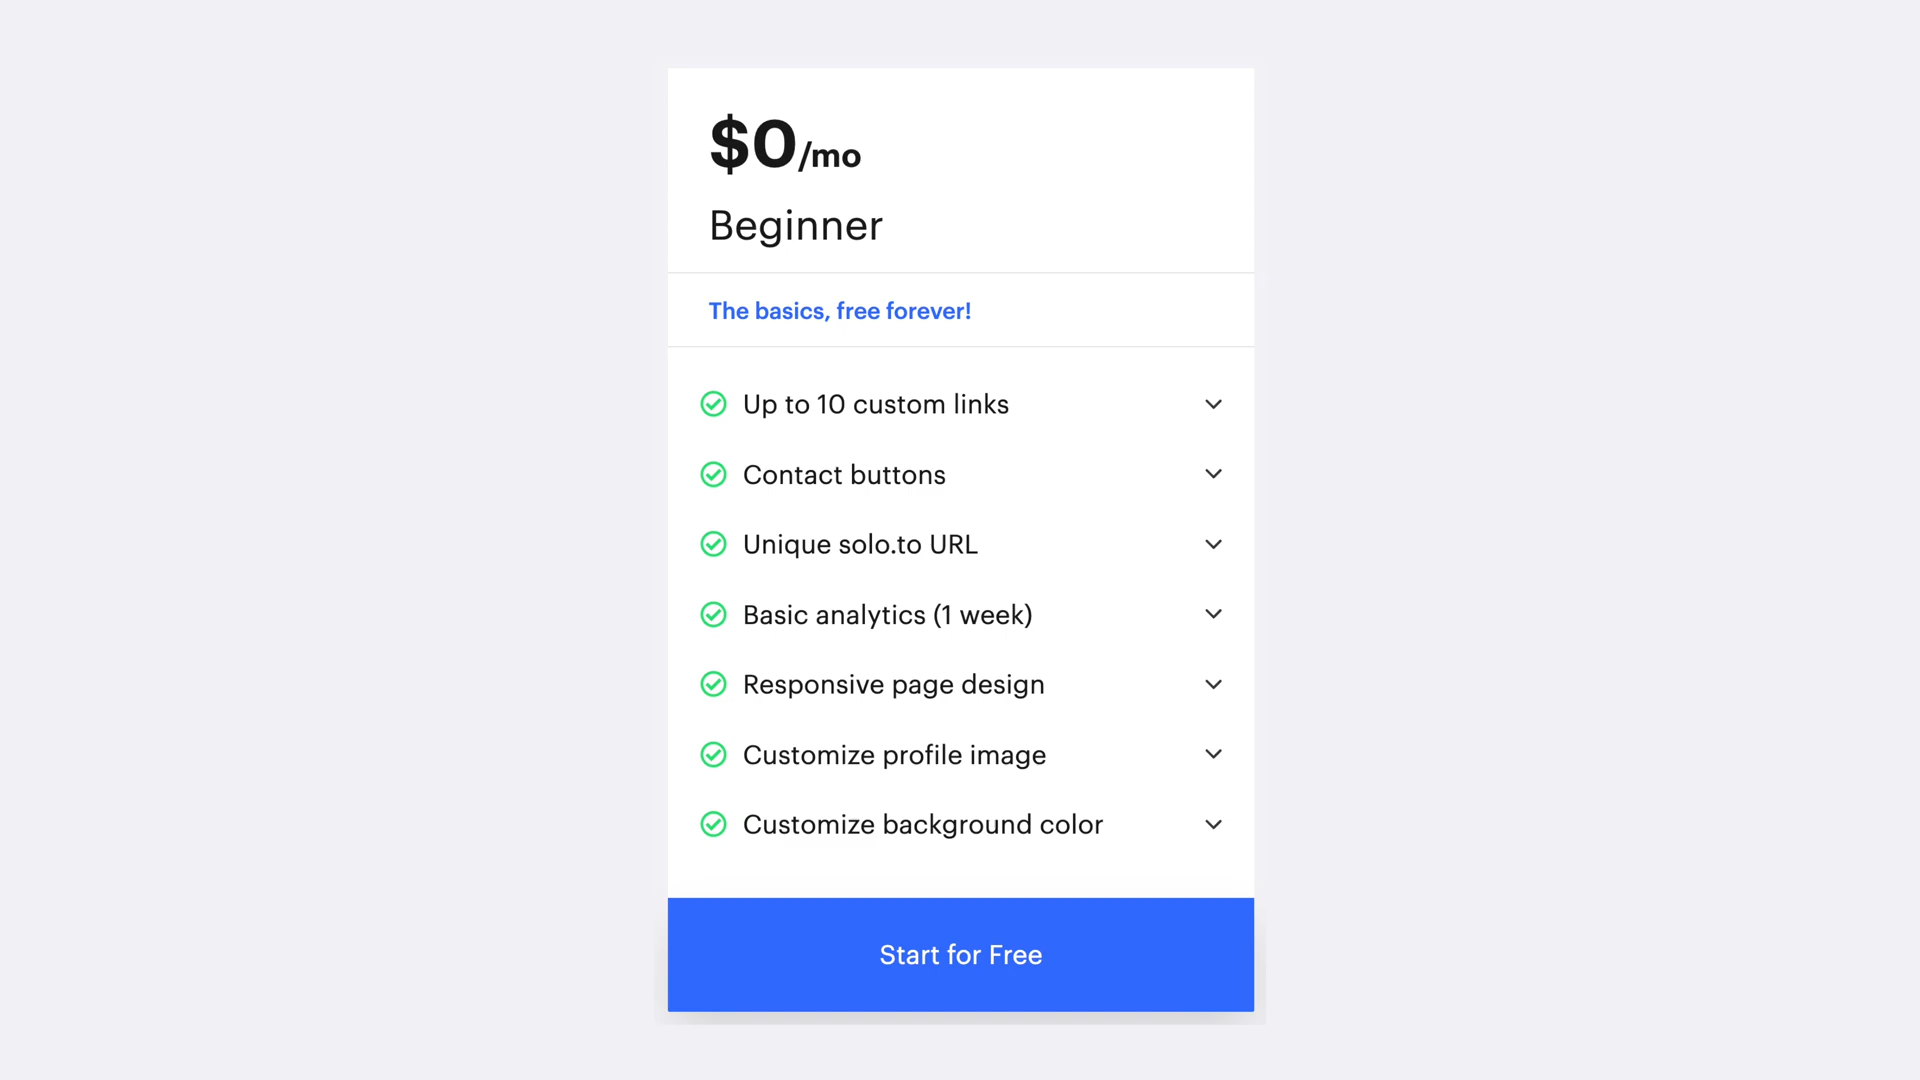 $0/mo
Beginner
The basics, free forever!
Up to 10 custom links
Contact buttons
Unique solo.to URL
Basic analytics (1 week)
Responsive page design
Customize profile image
Customize background color
Start for Free